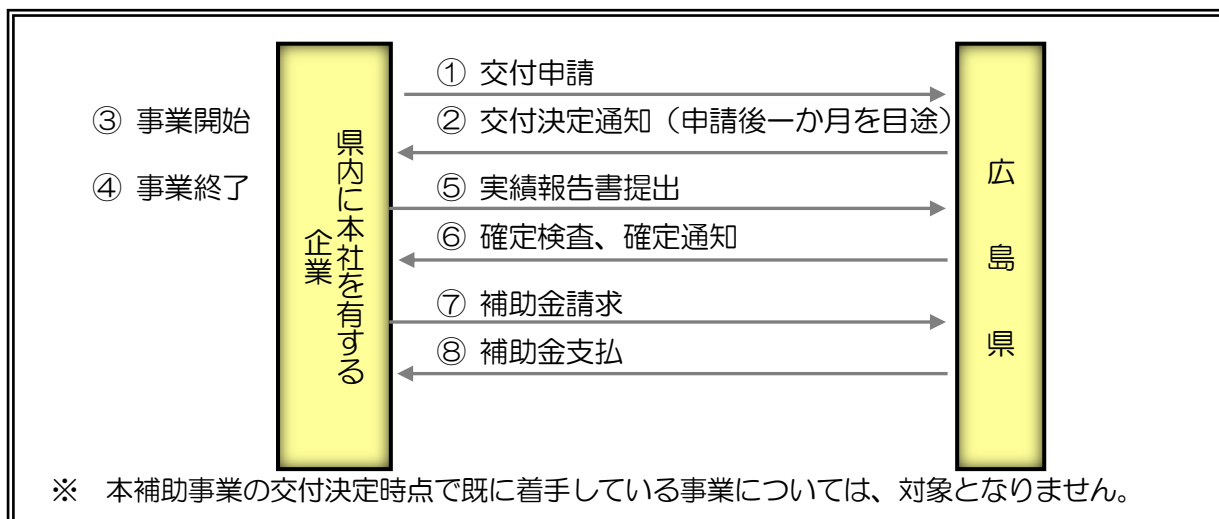 ① 交付申請
③ 事業開始
② 交付決定通知（申請後一か月を目途）
④ 事業終了
県内に本社を有する
企業
⑤ 実績報告書提出
⑥ 確定検査、確定通知
⑦ 補助金請求
⑧ 補助金支払
広島県
※ 本補助事業の交付決定時点で既に着手している事業については、対象となりません。